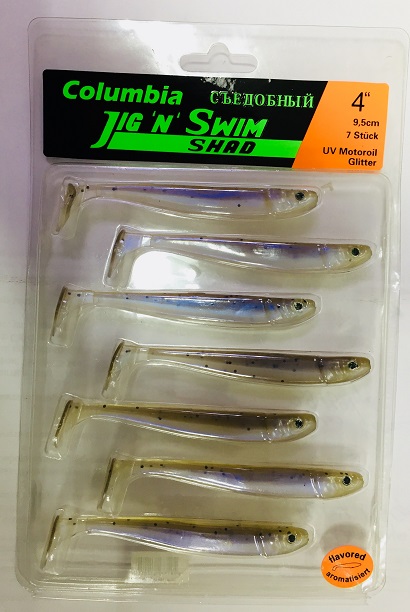 Columbia СЪЕДОБНЫЙ
JIG 'N' SWIM
SHAD
4"
9,5cm
7 Stück
UV Motoroil
Glitter
flavored
aromatisiert